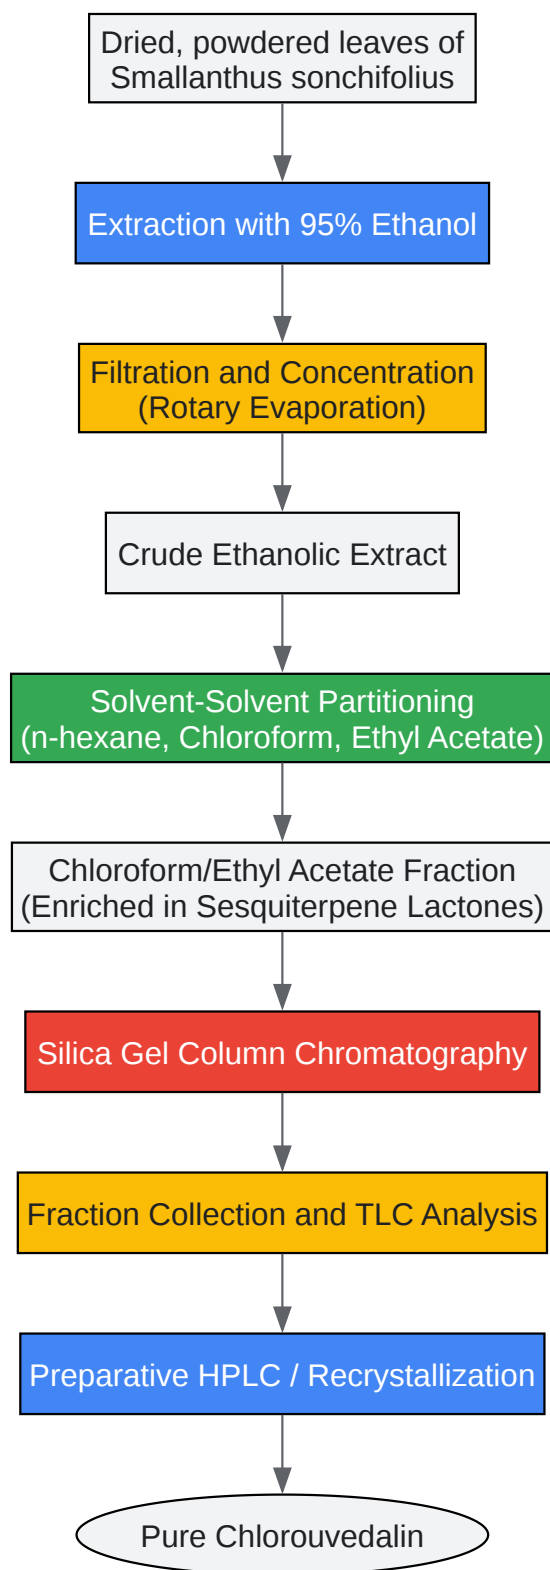 Dried, powdered leaves of
Smallanthus sonchifolius
Extraction with 95% Ethanol
Filtration and Concentration
(Rotary Evaporation)
Crude Ethanolic Extract
Solvent-Solvent Partitioning
(n-hexane, Chloroform, Ethyl Acetate)
Chloroform/Ethyl Acetate Fraction
(Enriched in Sesquiterpene Lactones)
Silica Gel Column Chromatography
Fraction Collection and TLC Analysis
Preparative HPLC / Recrystallization
Pure Chlorouvedalin